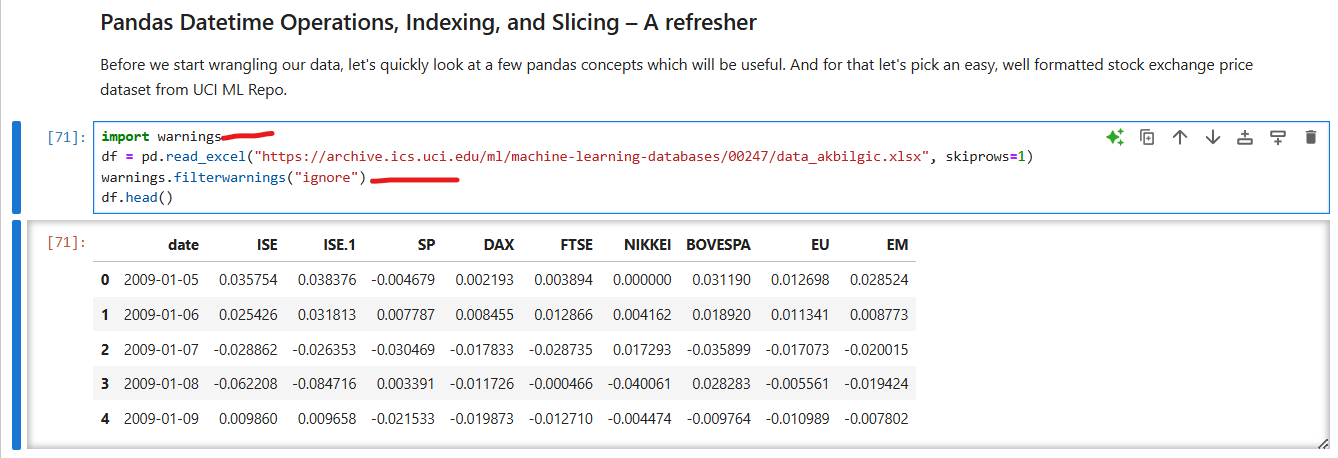 Pandas Datetime Operations, Indexing, and Slicing – A refresher
Before we start wrangling our data, let's quickly look at a few pandas concepts which will be useful. And for that let's pick an easy, well formatted stock exchange price
dataset from UCI ML Repo.
[71]: import warnings
df = pd.read_excel("https://archive.ics.uci.edu/ml/machine-learning-databases/00247/data_akbilgic.xlsx", skiprows=1)
warnings.filterwarnings("ignore")
df.head()
[71]: date ISE ISE.1 SP DAX FTSE NIKKEI BOVESPA EU EM
0 2009-01-05 0.035754 0.038376 -0.004679 0.002193 0.003894 0.000000 0.031190 0.012698 0.028524
1 2009-01-06 0.025426 0.031813 0.007787 0.008455 0.012866 0.004162 0.018920 0.011341 0.008773
2 2009-01-07 -0.028862 -0.026353 -0.030469 -0.017833 -0.028735 0.017293 -0.035899 -0.017073 -0.020015
3 2009-01-08 -0.062208 -0.084716 0.003391 -0.011726 -0.000466 -0.040061 0.028283 -0.005561 -0.019424
4 2009-01-09 0.009860 0.009658 -0.021533 -0.019873 -0.012710 -0.004474 -0.009764 -0.010989 -0.007802